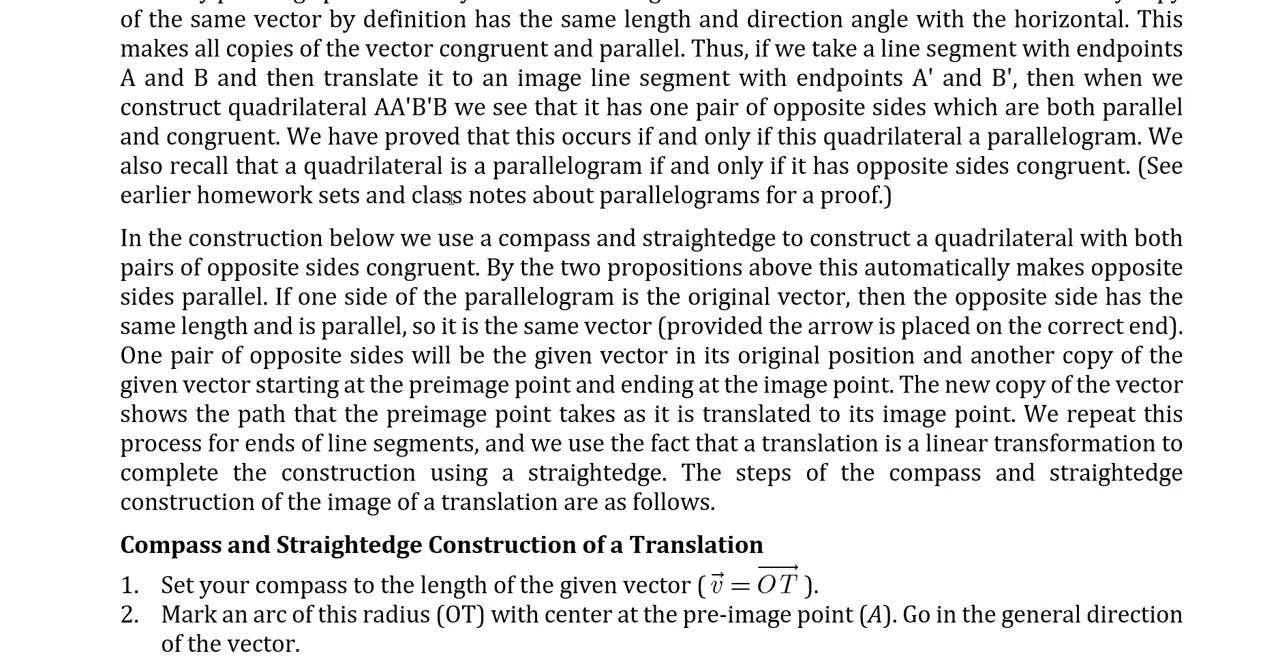 of the same vector by definition has the same length and direction angle with the horizontal. This
makes all copies of the vector congruent and parallel. Thus, if we take a line segment with endpoints
A and B and then translate it to an image line segment with endpoints A' and B', then when we
construct quadrilateral AA'B'B we see that it has one pair of opposite sides which are both parallel
and congruent. We have proved that this occurs if and only if this quadrilateral a parallelogram. We
also recall that a quadrilateral is a parallelogram if and only if it has opposite sides congruent. (See
earlier homework sets and class notes about parallelograms for a proof.)
In the construction below we use a compass and straightedge to construct a quadrilateral with both
pairs of opposite sides congruent. By the two propositions above this automatically makes opposite
sides parallel. If one side of the parallelogram is the original vector, then the opposite side has the
same length and is parallel, so it is the same vector (provided the arrow is placed on the correct end).
One pair of opposite sides will be the given vector in its original position and another copy of the
given vector starting at the preimage point and ending at the image point. The new copy of the vector
shows the path that the preimage point takes as it is translated to its image point. We repeat this
process for ends of line segments, and we use the fact that a translation is a linear transformation to
complete the construction using a straightedge. The steps of the compass and straightedge
construction of the image of a translation are as follows.
Compass and Straightedge Construction of a Translation
1. Set your compass to the length of the given vector ( v⃗ = O͞T⃗ ).
2. Mark an arc of this radius (OT) with center at the pre-image point (A). Go in the general direction
of the vector.